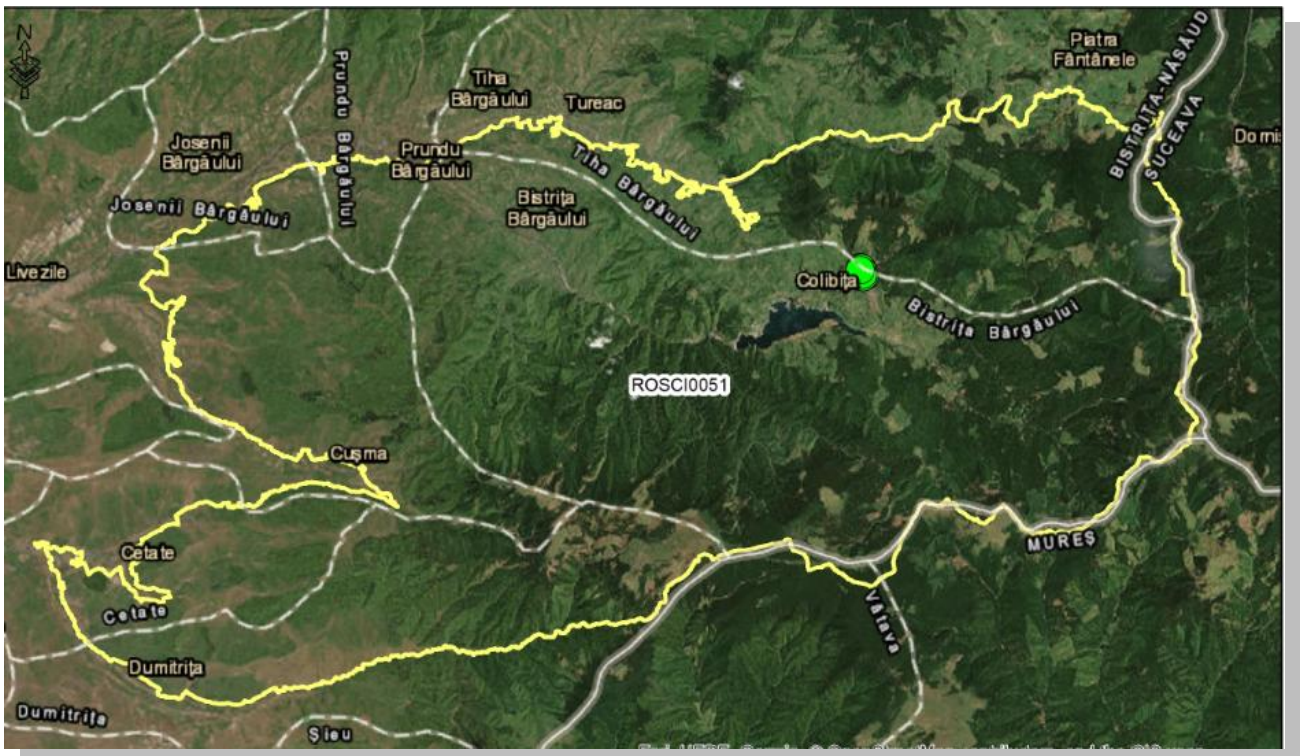 N
Piatra
Fântânele
BISTRIȚA-NĂSĂUD
SUCEAVA
Prundu Bârgăului
Tiha
Bârgăului
Tureac
Josenii
Bârgăului
Prundu
Bârgăului
Tiha Bârgăului
Josenii Bârgăului
Bistrița
Bârgăului
Livezile
Colibița
Bistrița Bârgăului
ROSCI0051
Cușma
MUREȘ
Cetate
Cetate
Vătava
Dumitrița
Dumitrița
Șieu